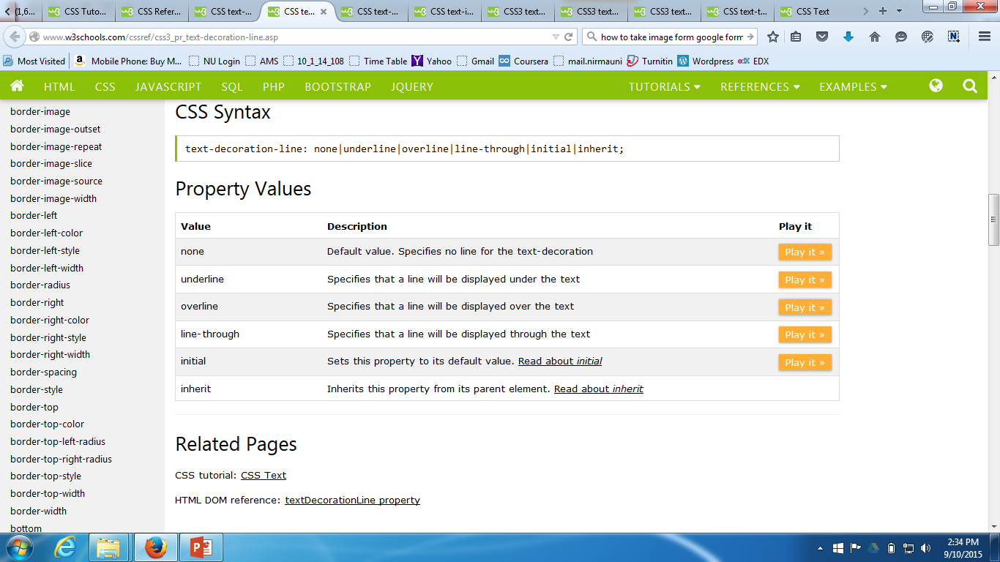 (1,6...
CSS Tuto...
CSS Refer...
CSS text-...
CSS te...
CSS text-...
CSS text-i...
CSS3 text...
CSS3 text...
CSS3 text...
CSS text-t...
CSS Text
www.w3schools.com/cssref/css3_pr_text-decoration-line.asp
how to take image form google form
Most Visited
Mobile Phone: Buy M...
NU Login
AMS
10_1_14_108
Time Table
Yahoo
Gmail
Coursera
mail.nirmauni
Turnitin
Wordpress
EDX
HTML CSS JAVASCRIPT SQL PHP BOOTSTRAP JQUERY TUTORIALS REFERENCES EXAMPLES
border-image
border-image-outset
border-image-repeat
border-image-slice
border-image-source
border-image-width
border-left
border-left-color
border-left-style
border-left-width
border-radius
border-right
border-right-color
border-right-style
border-right-width
border-spacing
border-style
border-top
border-top-color
border-top-left-radius
border-top-right-radius
border-top-style
border-top-width
border-width
bottom
CSS Syntax
text-decoration-line: none|underline|overline|line-through|initial|inherit;
Property Values
Value Description Play it
none Default value. Specifies no line for the text-decoration Play it »
underline Specifies that a line will be displayed under the text Play it »
overline Specifies that a line will be displayed over the text Play it »
line-through Specifies that a line will be displayed through the text Play it »
initial Sets this property to its default value. Read about initial Play it »
inherit Inherits this property from its parent element. Read about inherit
Related Pages
CSS tutorial: CSS Text
HTML DOM reference: textDecorationLine property
2:34 PM
9/10/2015